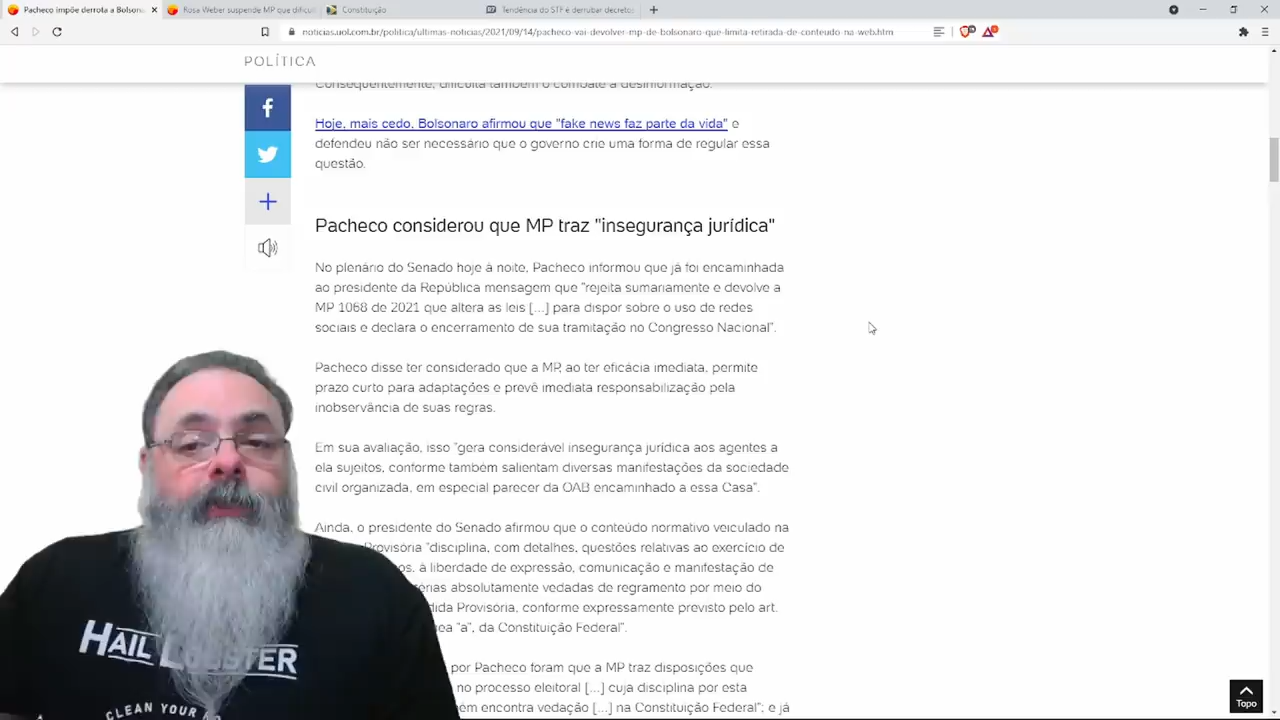 Pacheco impõe derrota a Bolsona
Rosa Weber suspende MP que dificul
Constituição
Tendência do STF é derrubar decretos
noticias.uol.com.br/politica/ultimas-noticias/2021/09/14/pacheco-vai-devolver-mp-de-bolsonaro-que-limita-retirada-de-conteudo-na-web.htm
POLÍTICA
Consequentemente, dificulta também o combate à desinformação.
Hoje, mais cedo, Bolsonaro afirmou que "fake news faz parte da vida" e
defendeu não ser necessário que o governo crie uma forma de regular essa
questão.
Pacheco considerou que MP traz "insegurança jurídica"
No plenário do Senado hoje à noite, Pacheco informou que já foi encaminhada
ao presidente da República mensagem que "rejeita sumariamente e devolve a
MP 1068 de 2021 que altera as leis [...] para dispor sobre o uso de redes
sociais e declara o encerramento de sua tramitação no Congresso Nacional".
Pacheco disse ter considerado que a MP, ao ter eficácia imediata, permite
prazo curto para adaptações e prevê imediata responsabilização pela
inobservância de suas regras.
Em sua avaliação, isso "gera considerável insegurança jurídica aos agentes a
ela sujeitos, conforme também salientam diversas manifestações da sociedade
civil organizada, em especial parecer da OAB encaminhado a essa Casa".
Ainda, o presidente do Senado afirmou que o conteúdo normativo veiculado na
Provisória "disciplina, com detalhes, questões relativas ao exercício de
os, à liberdade de expressão, comunicação e manifestação de
érias absolutamente vedadas de regramento por meio do
dida Provisória, conforme expressamente previsto pelo art.
ea "a", da Constituição Federal".
por Pacheco foram que a MP traz disposições que
no processo eleitoral [...] cuja disciplina por esta
bém encontra vedação [...] na Constituição Federal"; e já
HAIL LOBSTER
CLEAN YOUR
Topo